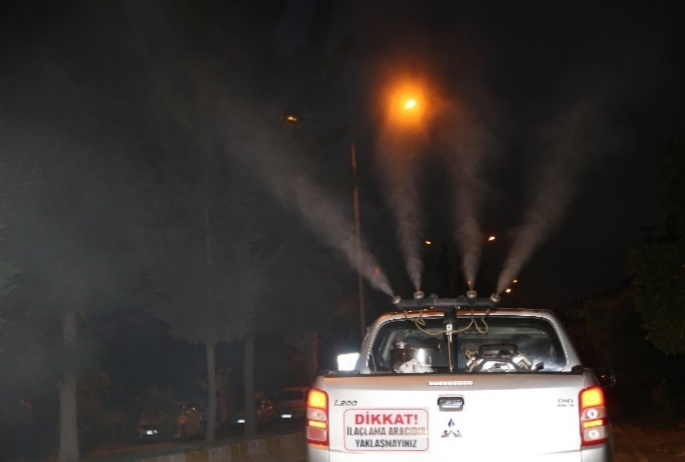 L200
DİKKAT!
İLAÇLAMA ARACIDIR
YAKLAŞMAYINIZ